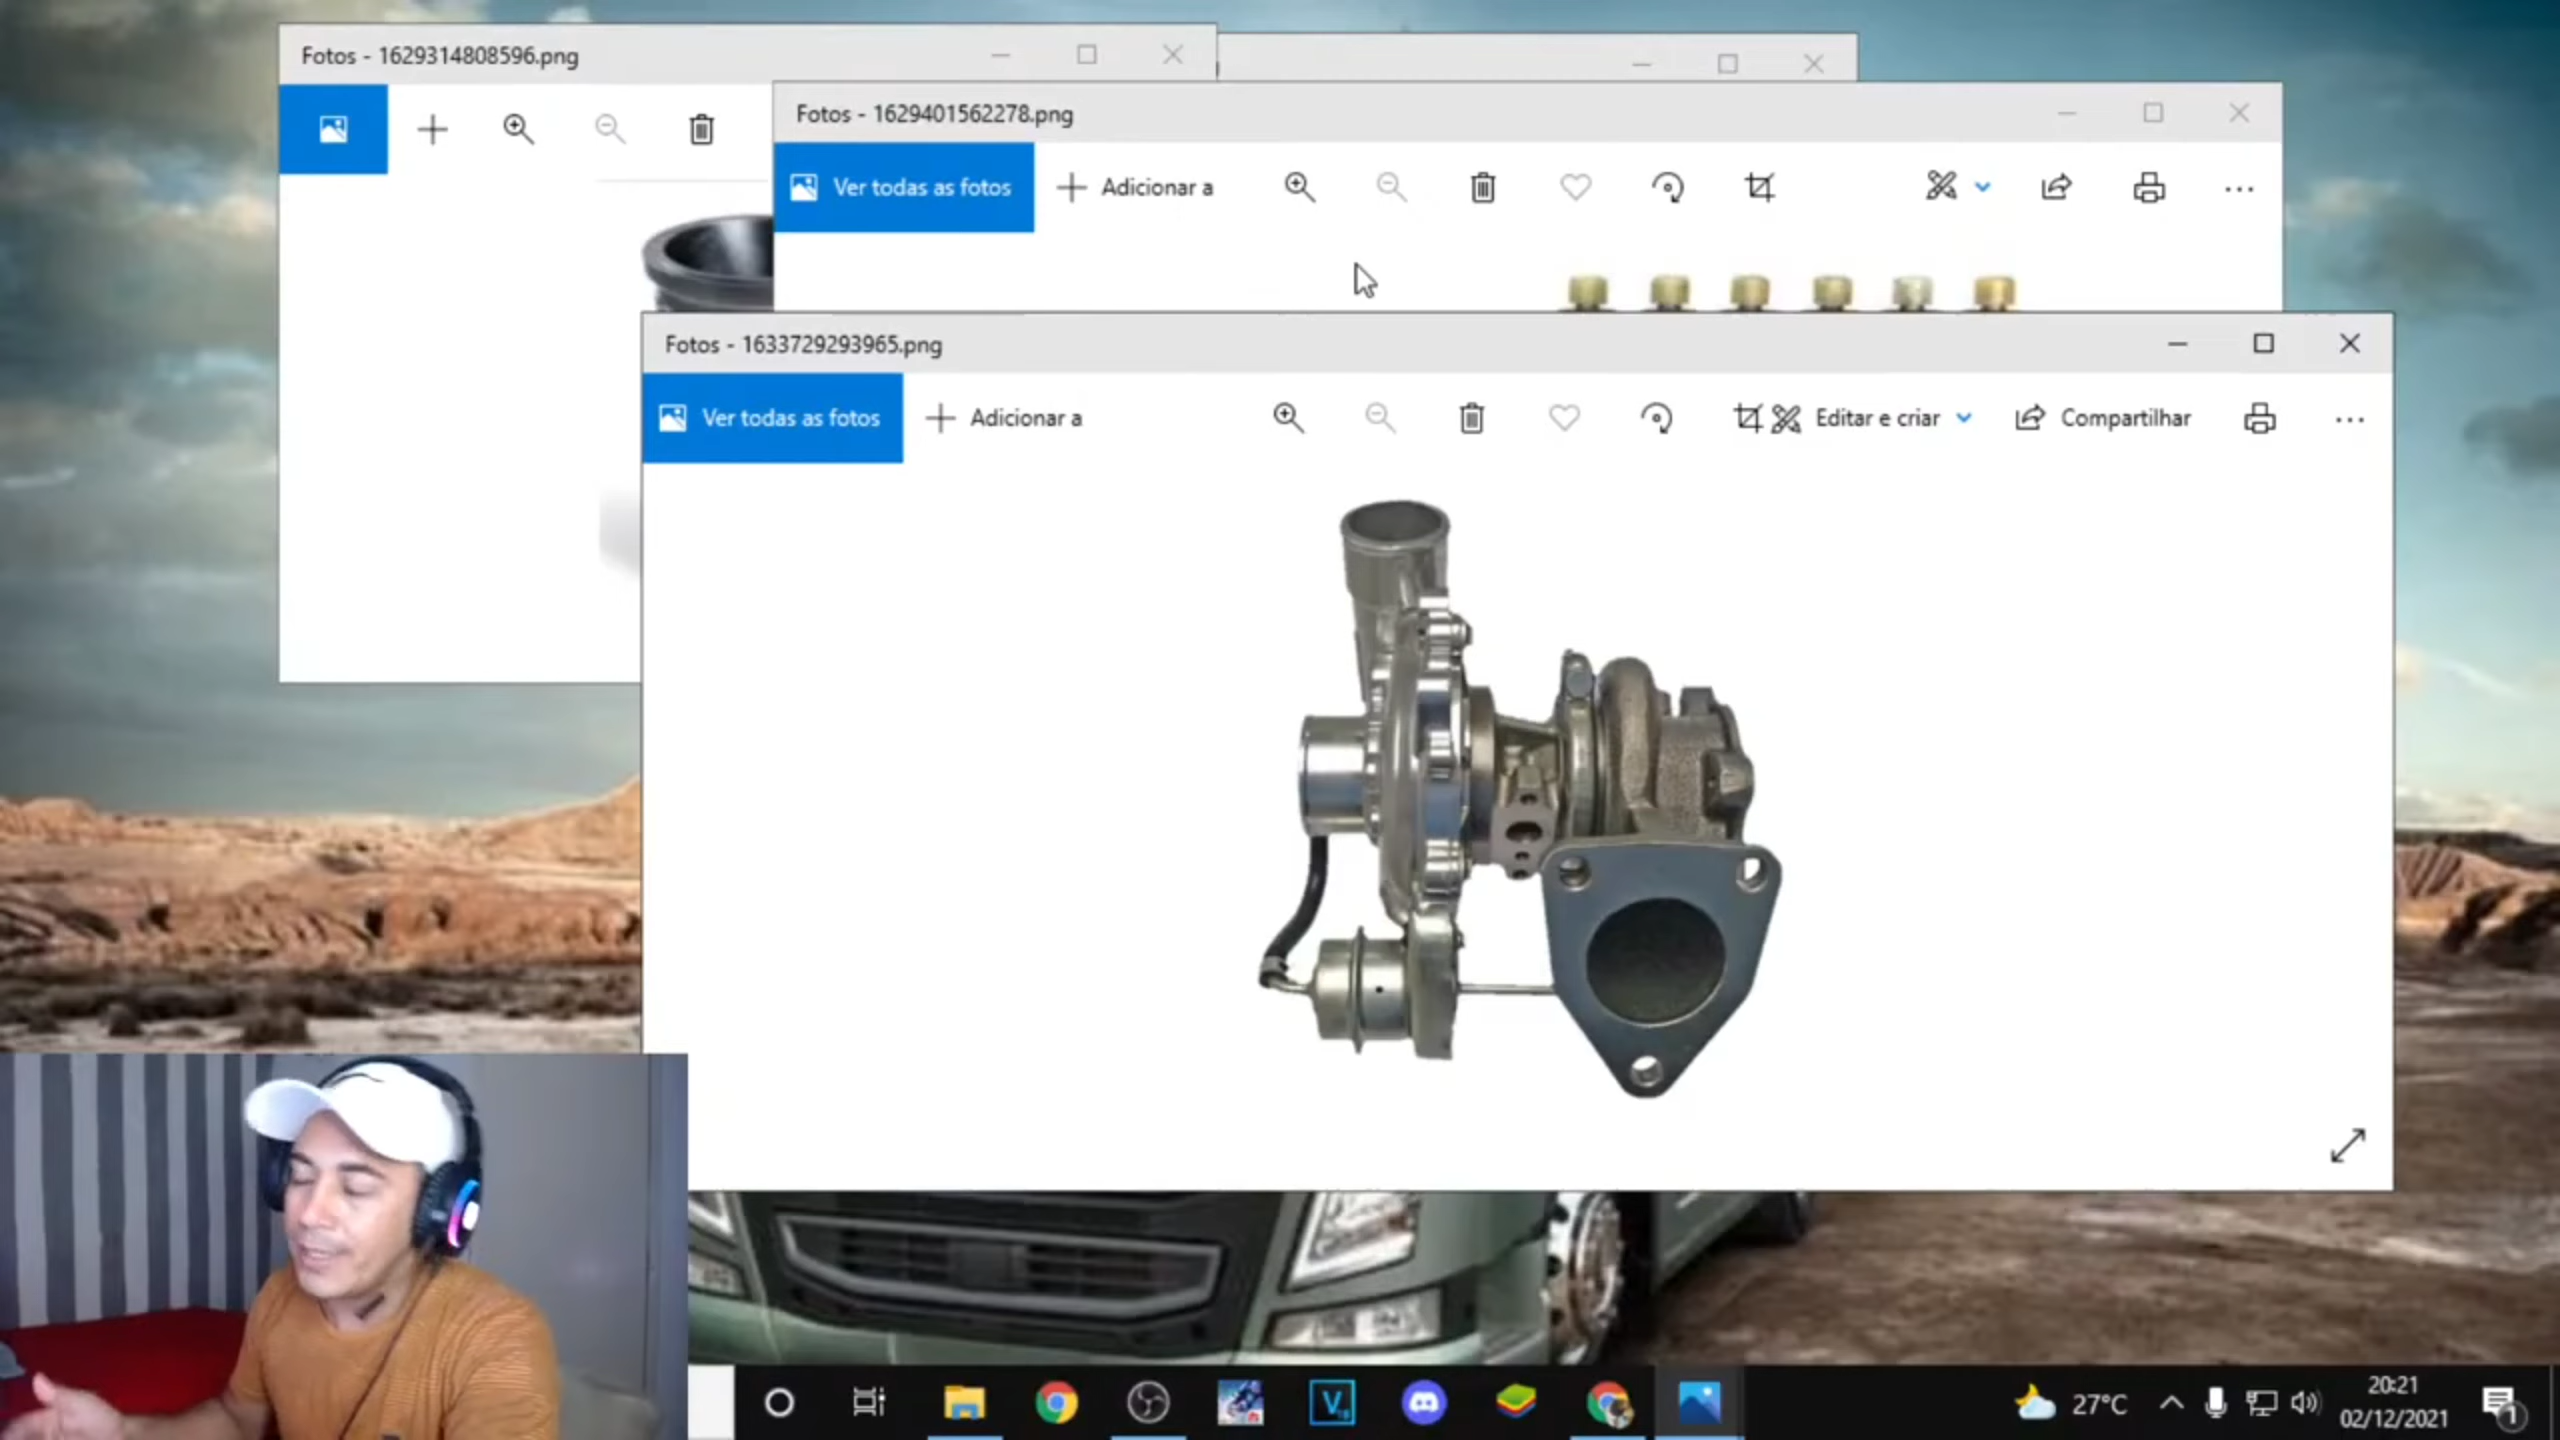 Fotos - 1629314808596.png
Fotos - 1629401562278.png
Ver todas as fotos
Adicionar a
Fotos - 1633729293965.png
Ver todas as fotos
Adicionar a
Editar e criar
Compartilhar
27°C
20:21
02/12/2021
1